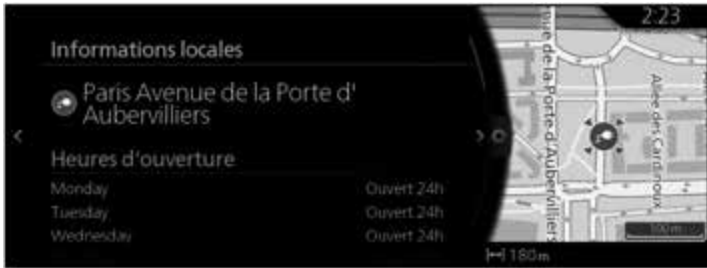 2:23
Informations locales
Paris Avenue de la Porte d'
Aubervilliers
Heures d'ouverture
Monday Ouvert 24h
Tuesday Ouvert 24h
Wednesday Ouvert 24h
rue de la Porte d'Aubervilliers
Allée des Cardinoux
100m
180m